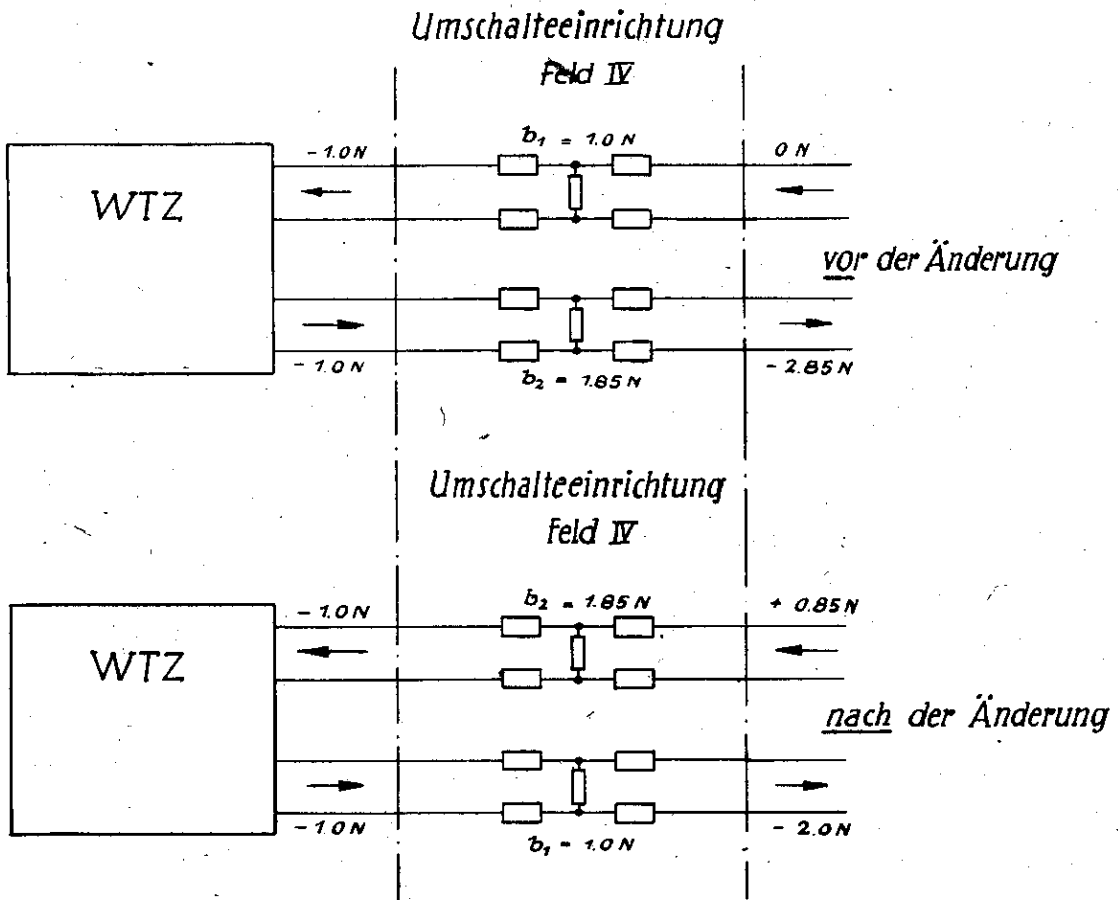 Umschalteeinrichtung
Feld IV
b₁ = 1.0 N
- 1.0 N
0 N
WTZ
vor der Änderung
- 1.0 N
b₂ = 1.85 N
- 2.85 N
Umschalteeinrichtung
Feld IV
- 1.0 N
b₂ = 1.85 N
+ 0.85 N
WTZ
nach der Änderung
- 1.0 N
b₁ = 1.0 N
- 2.0 N